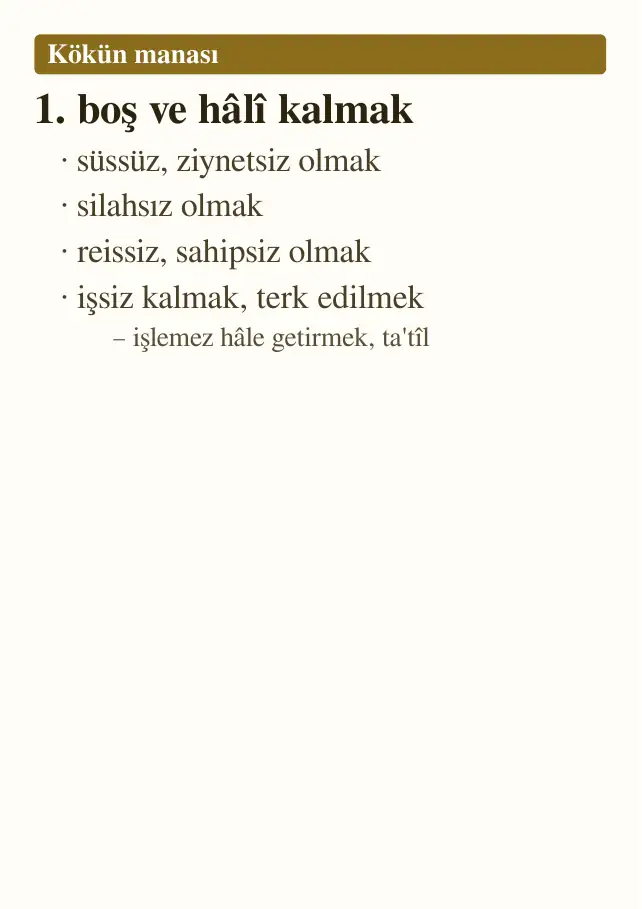 Kökün manası
1. boş ve hâlî kalmak
· süssüz, ziynetsiz olmak
· silahsız olmak
· reissiz, sahipsiz olmak
· işsiz kalmak, terk edilmek
– işlemez hâle getirmek, ta'tîl